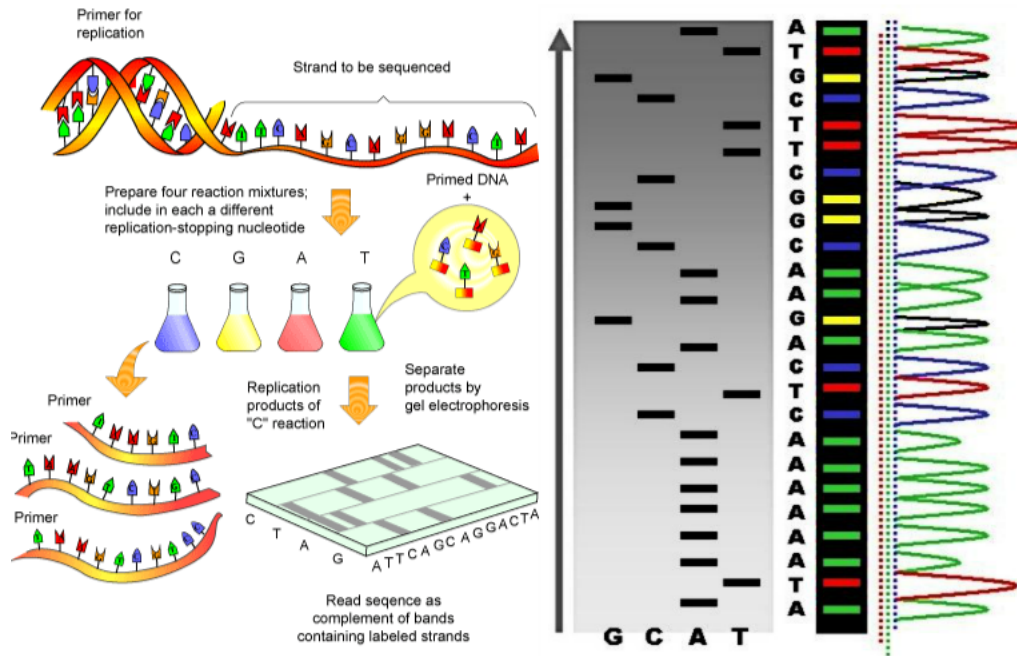 Primer for
replication
Strand to be sequenced
Prepare four reaction mixtures;
include in each a different
replication-stopping nucleotide
Primed DNA
+
C G A T
Replication
products of
"C" reaction
Separate
products by
gel electrophoresis
Primer
Primer
Primer
C T A G
ATTCAGCAGGACTA
Read seqence as
complement of bands
containing labeled strands
A
T
G
C
T
T
C
G
G
C
A
A
G
A
C
T
C
A
A
A
A
A
A
T
A
G C A T